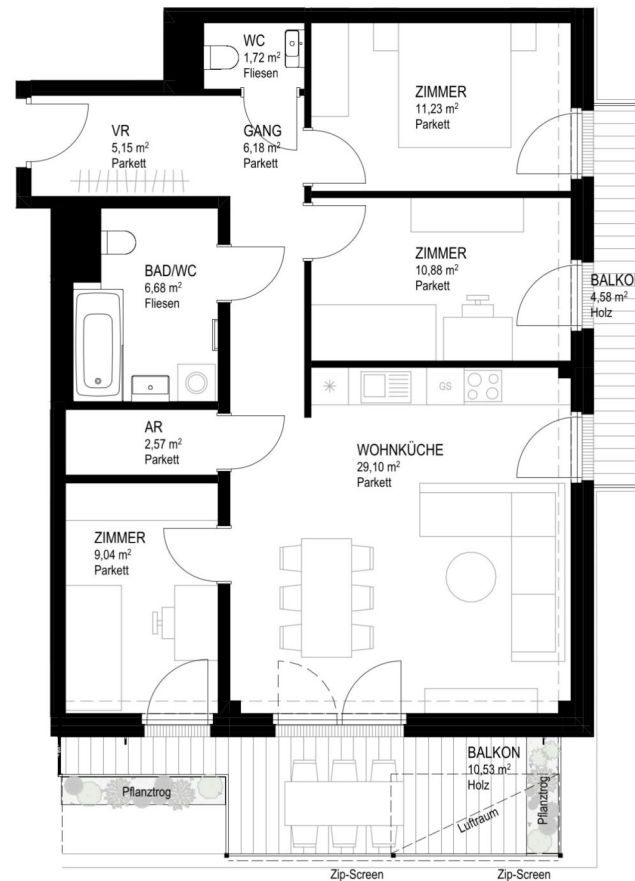 WC
1,72 m²
Fliesen
ZIMMER
11,23 m²
Parkett
VR
5,15 m²
Parkett
GANG
6,18 m²
Parkett
ZIMMER
10,88 m²
Parkett
BAD/WC
6,68 m²
Fliesen
BALKON
4,58 m²
Holz
GS
AR
2,57 m²
Parkett
WOHNKÜCHE
29,10 m²
Parkett
ZIMMER
9,04 m²
Parkett
BALKON
10,53 m²
Holz
Pflanztrog
Luftraum
Pflanztrog
Zip-Screen
Zip-Screen